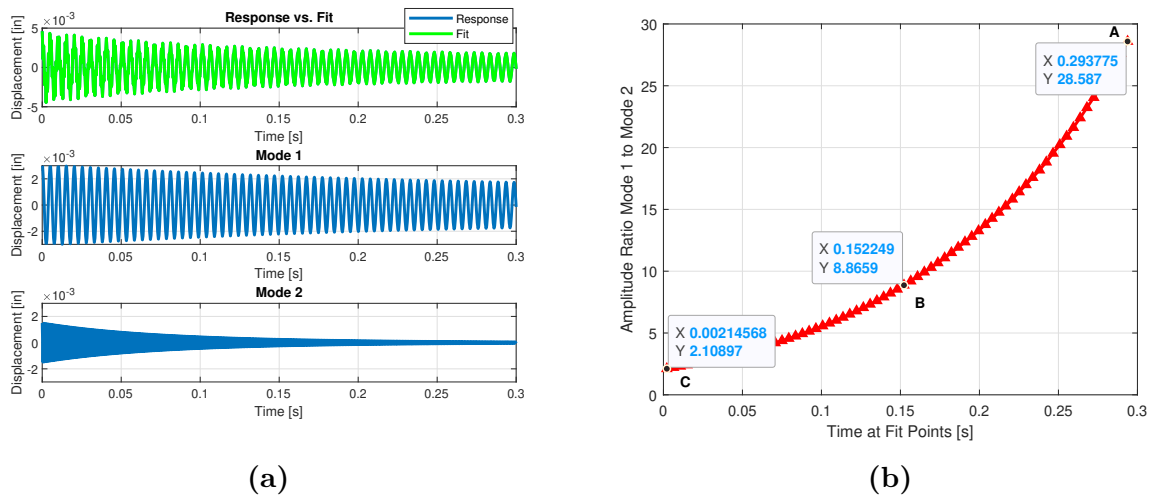 Response vs. Fit
×10⁻³
5
0
-5
Displacement [in]
Response
Fit
0 0.05 0.1 0.15 0.2 0.25 0.3
Time [s]
Mode 1
×10⁻³
2
0
-2
Displacement [in]
0 0.05 0.1 0.15 0.2 0.25 0.3
Time [s]
Mode 2
×10⁻³
2
0
-2
Displacement [in]
0 0.05 0.1 0.15 0.2 0.25 0.3
Time [s]
(a)
30
25
20
15
10
5
0
Amplitude Ratio Mode 1 to Mode 2
A
X 0.293775
Y 28.587
X 0.152249
Y 8.8659
B
X 0.00214568
Y 2.10897
C
0 0.05 0.1 0.15 0.2 0.25 0.3
Time at Fit Points [s]
(b)